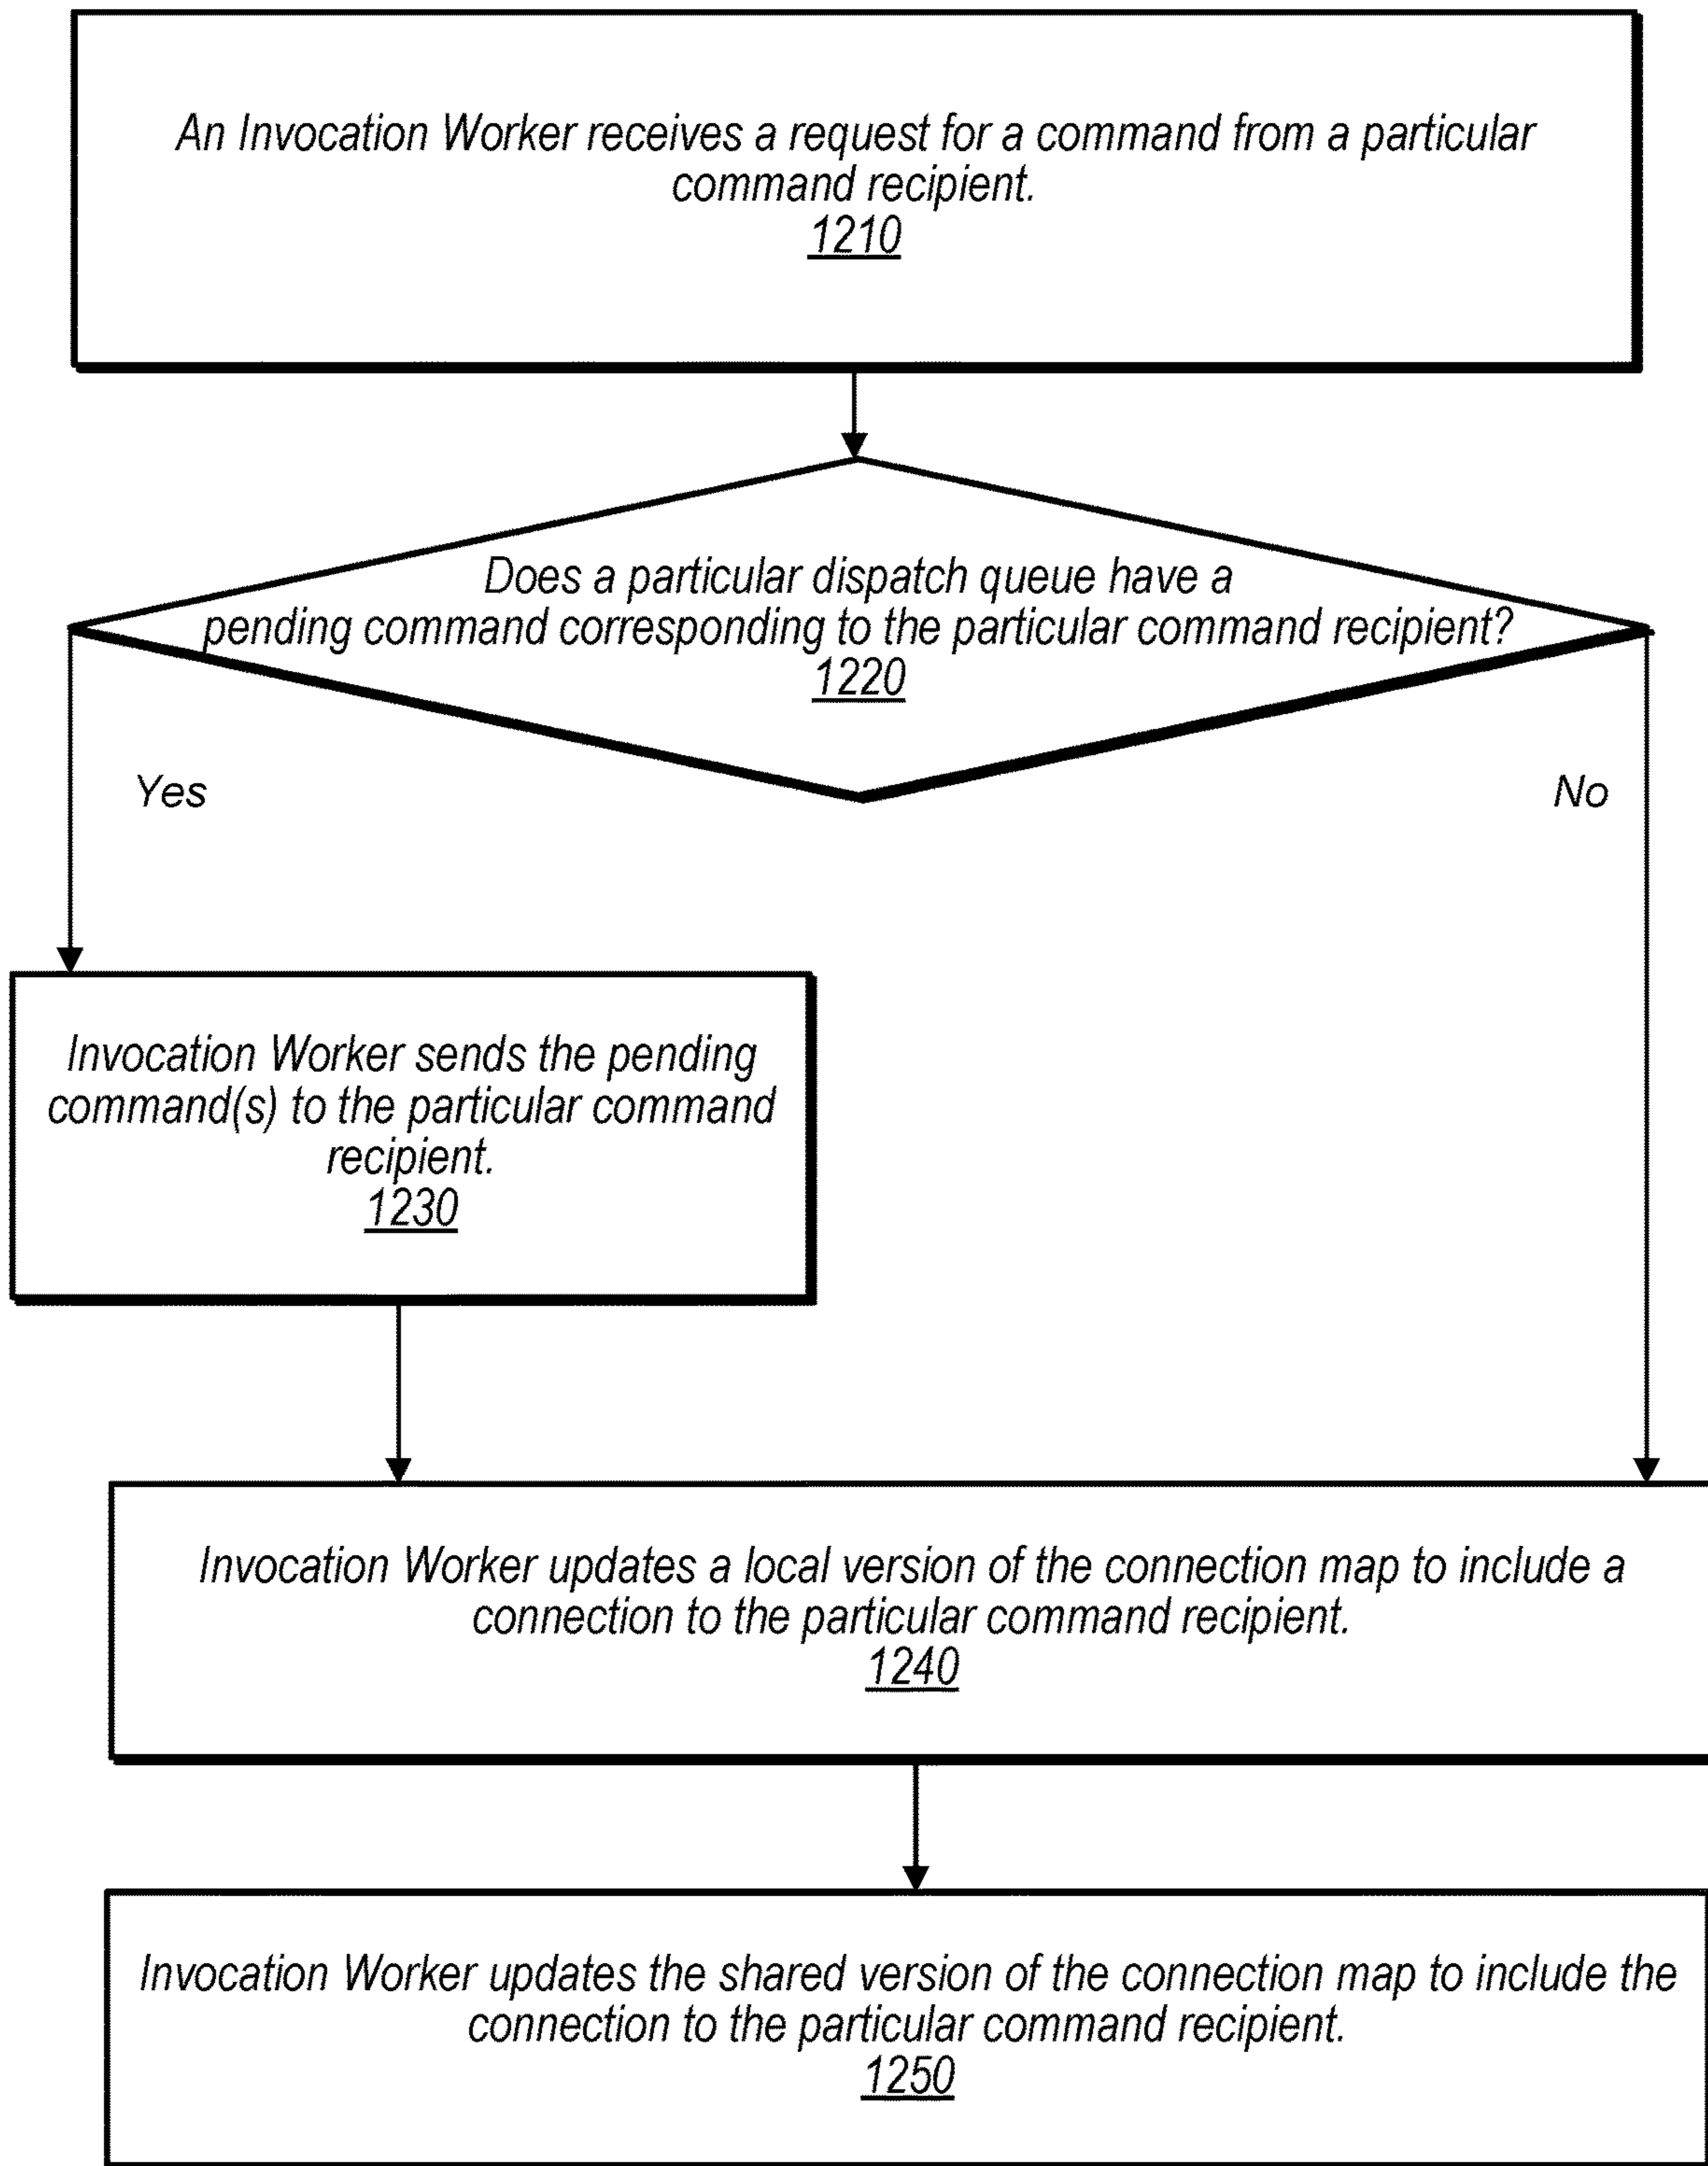 An Invocation Worker receives a request for a command from a particular
command recipient.
1210
Does a particular dispatch queue have a
pending command corresponding to the particular command recipient?
1220
Yes
No
Invocation Worker sends the pending
command(s) to the particular command
recipient.
1230
Invocation Worker updates a local version of the connection map to include a
connection to the particular command recipient.
1240
Invocation Worker updates the shared version of the connection map to include the
connection to the particular command recipient.
1250